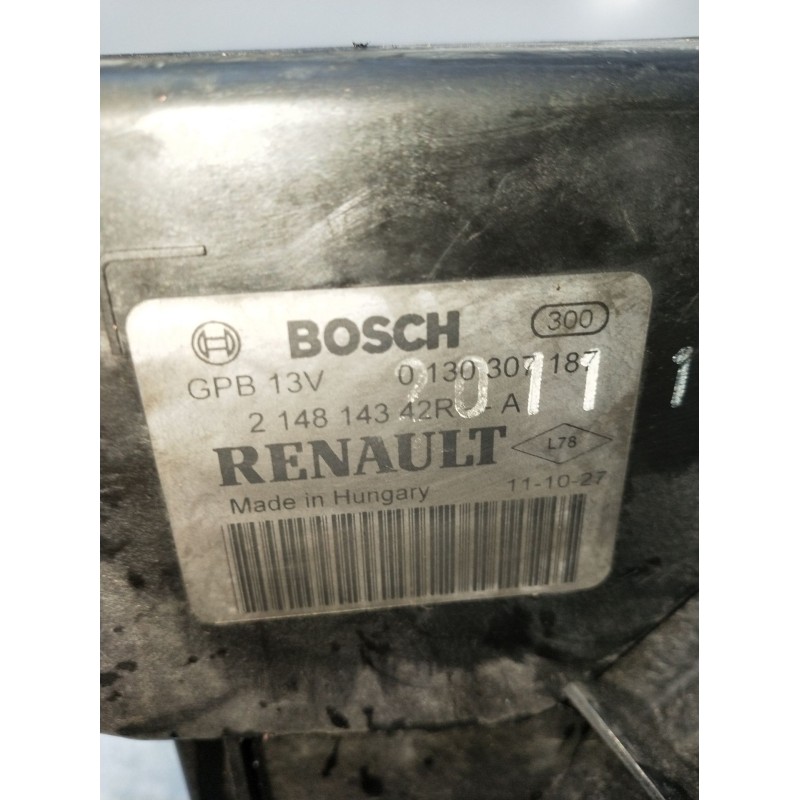 BOSCH 300
GPB 13V 0 130 307 187
2 148 143 42R - A
2011 1
RENAULT L78
Made in Hungary 11-10-27